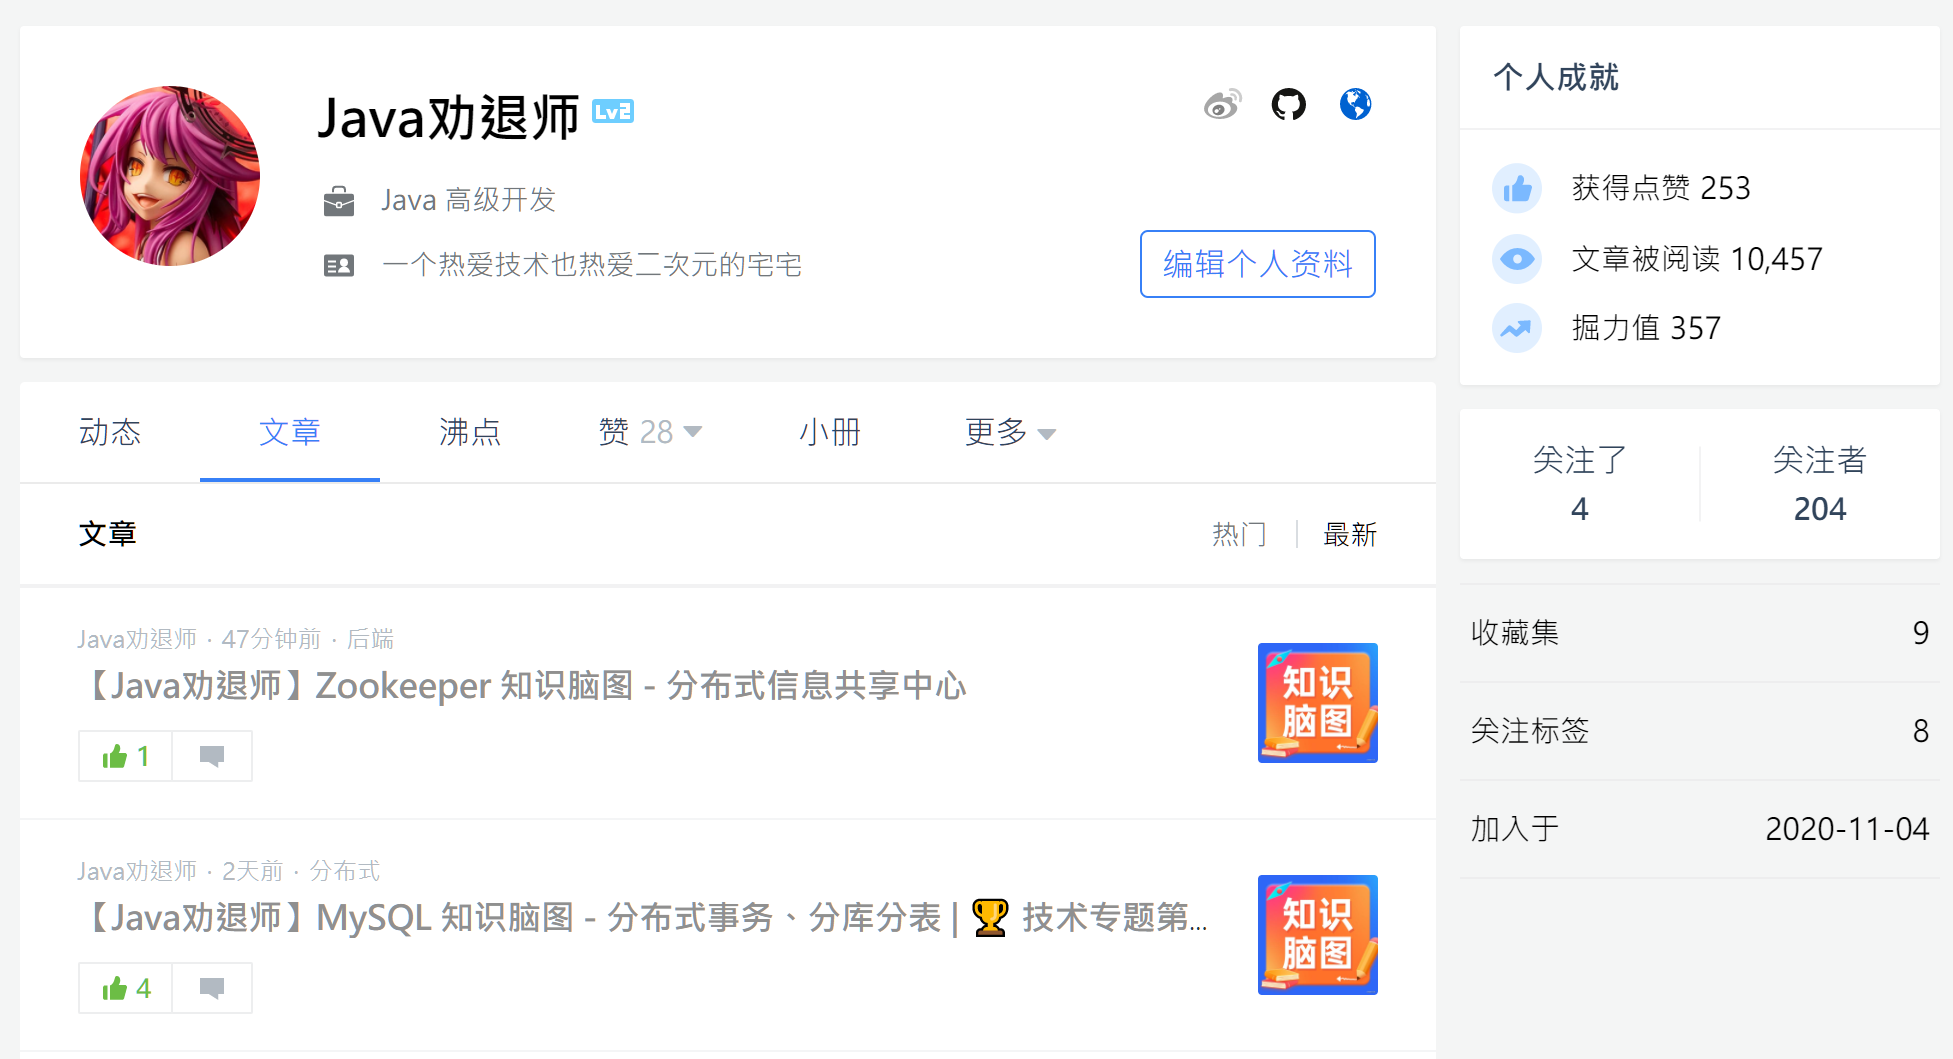 Java劝退师 Lv2
Java 高级开发
一个热爱技术也热爱二次元的宅宅
编辑个人资料
动态 文章 沸点 赞 28 小册 更多
文章
热门 | 最新
Java劝退师 · 47分钟前 · 后端
【Java劝退师】Zookeeper 知识脑图 - 分布式信息共享中心
1
知识
脑图
Java劝退师 · 2天前 · 分布式
【Java劝退师】MySQL 知识脑图 - 分布式事务、分库分表 | 🏆 技术专题第...
4
知识
脑图
个人成就
获得点赞 253
文章被阅读 10,457
掘力值 357
关注了 关注者
4 204
收藏集 9
关注标签 8
加入于 2020-11-04